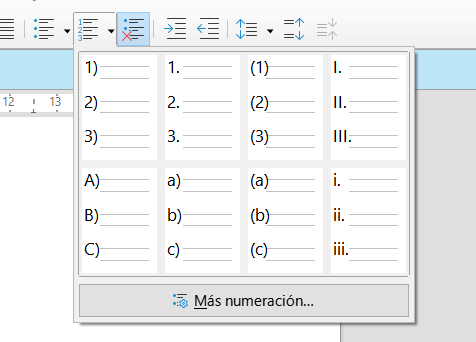 12 13
1) 1. (1) I.
2) 2. (2) II.
3) 3. (3) III.
A) a) (a) i.
B) b) (b) ii.
C) c) (c) iii.
Más numeración...